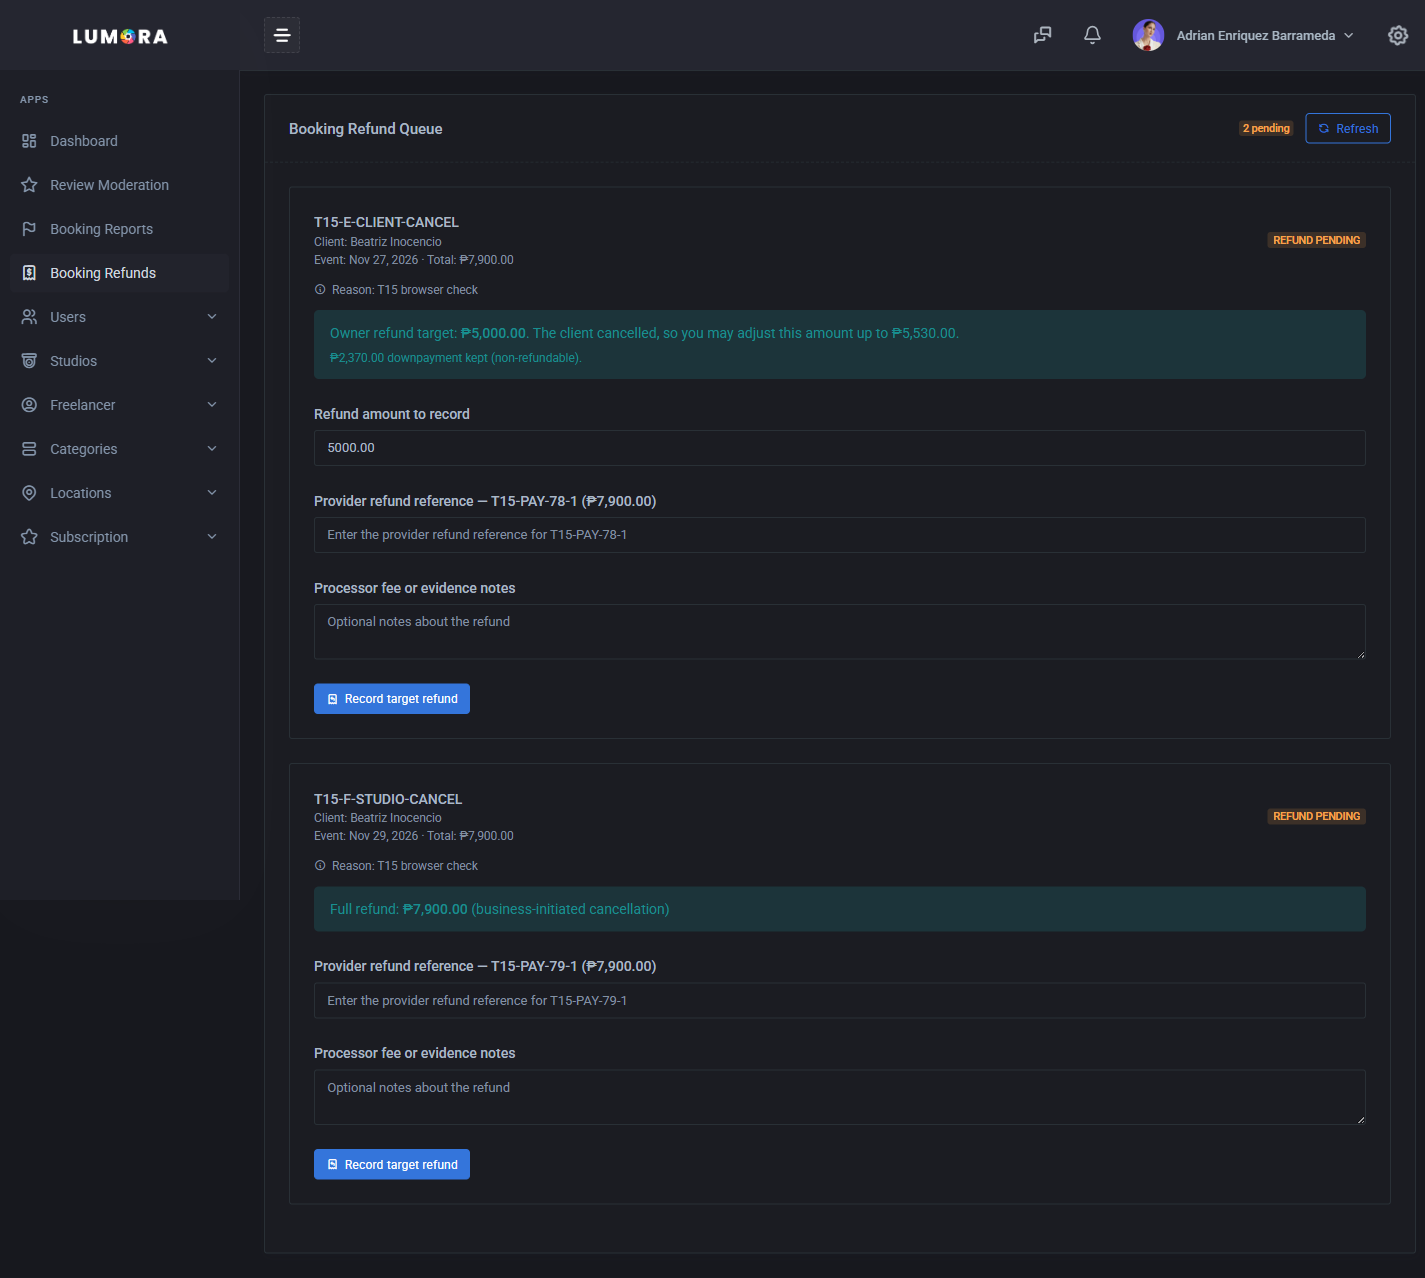 LUMORA
Adrian Enriquez Barrameda
APPS
Dashboard
Review Moderation
Booking Reports
Booking Refunds
Users
Studios
Freelancer
Categories
Locations
Subscription
Booking Refund Queue
2 pending
Refresh
T15-E-CLIENT-CANCEL
Client: Beatriz Inocencio
Event: Nov 27, 2026 · Total: ₱7,900.00
REFUND PENDING
Reason: T15 browser check
Owner refund target: ₱5,000.00. The client cancelled, so you may adjust this amount up to ₱5,530.00.
₱2,370.00 downpayment kept (non-refundable).
Refund amount to record
5000.00
Provider refund reference — T15-PAY-78-1 (₱7,900.00)
Enter the provider refund reference for T15-PAY-78-1
Processor fee or evidence notes
Optional notes about the refund
Record target refund
T15-F-STUDIO-CANCEL
Client: Beatriz Inocencio
Event: Nov 29, 2026 · Total: ₱7,900.00
REFUND PENDING
Reason: T15 browser check
Full refund: ₱7,900.00 (business-initiated cancellation)
Provider refund reference — T15-PAY-79-1 (₱7,900.00)
Enter the provider refund reference for T15-PAY-79-1
Processor fee or evidence notes
Optional notes about the refund
Record target refund